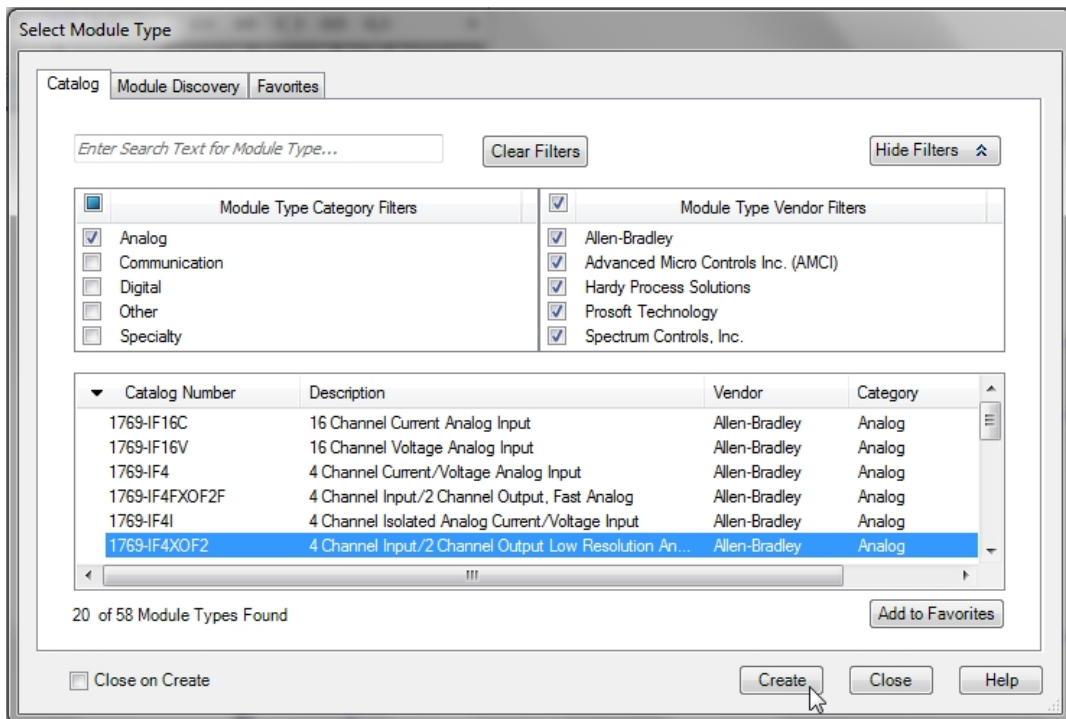 Select Module Type
Catalog Module Discovery Favorites
Enter Search Text for Module Type... Clear Filters Hide Filters
Module Type Category Filters Module Type Vendor Filters
Analog Allen-Bradley
Communication Advanced Micro Controls Inc. (AMCI)
Digital Hardy Process Solutions
Other Prosoft Technology
Specialty Spectrum Controls, Inc.
Catalog Number Description Vendor Category
1769-IF16C 16 Channel Current Analog Input Allen-Bradley Analog
1769-IF16V 16 Channel Voltage Analog Input Allen-Bradley Analog
1769-IF4 4 Channel Current/Voltage Analog Input Allen-Bradley Analog
1769-IF4FXOF2F 4 Channel Input/2 Channel Output, Fast Analog Allen-Bradley Analog
1769-IF4I 4 Channel Isolated Analog Current/Voltage Input Allen-Bradley Analog
1769-IF4XOF2 4 Channel Input/2 Channel Output Low Resolution An... Allen-Bradley Analog
20 of 58 Module Types Found Add to Favorites
Close on Create Create Close Help